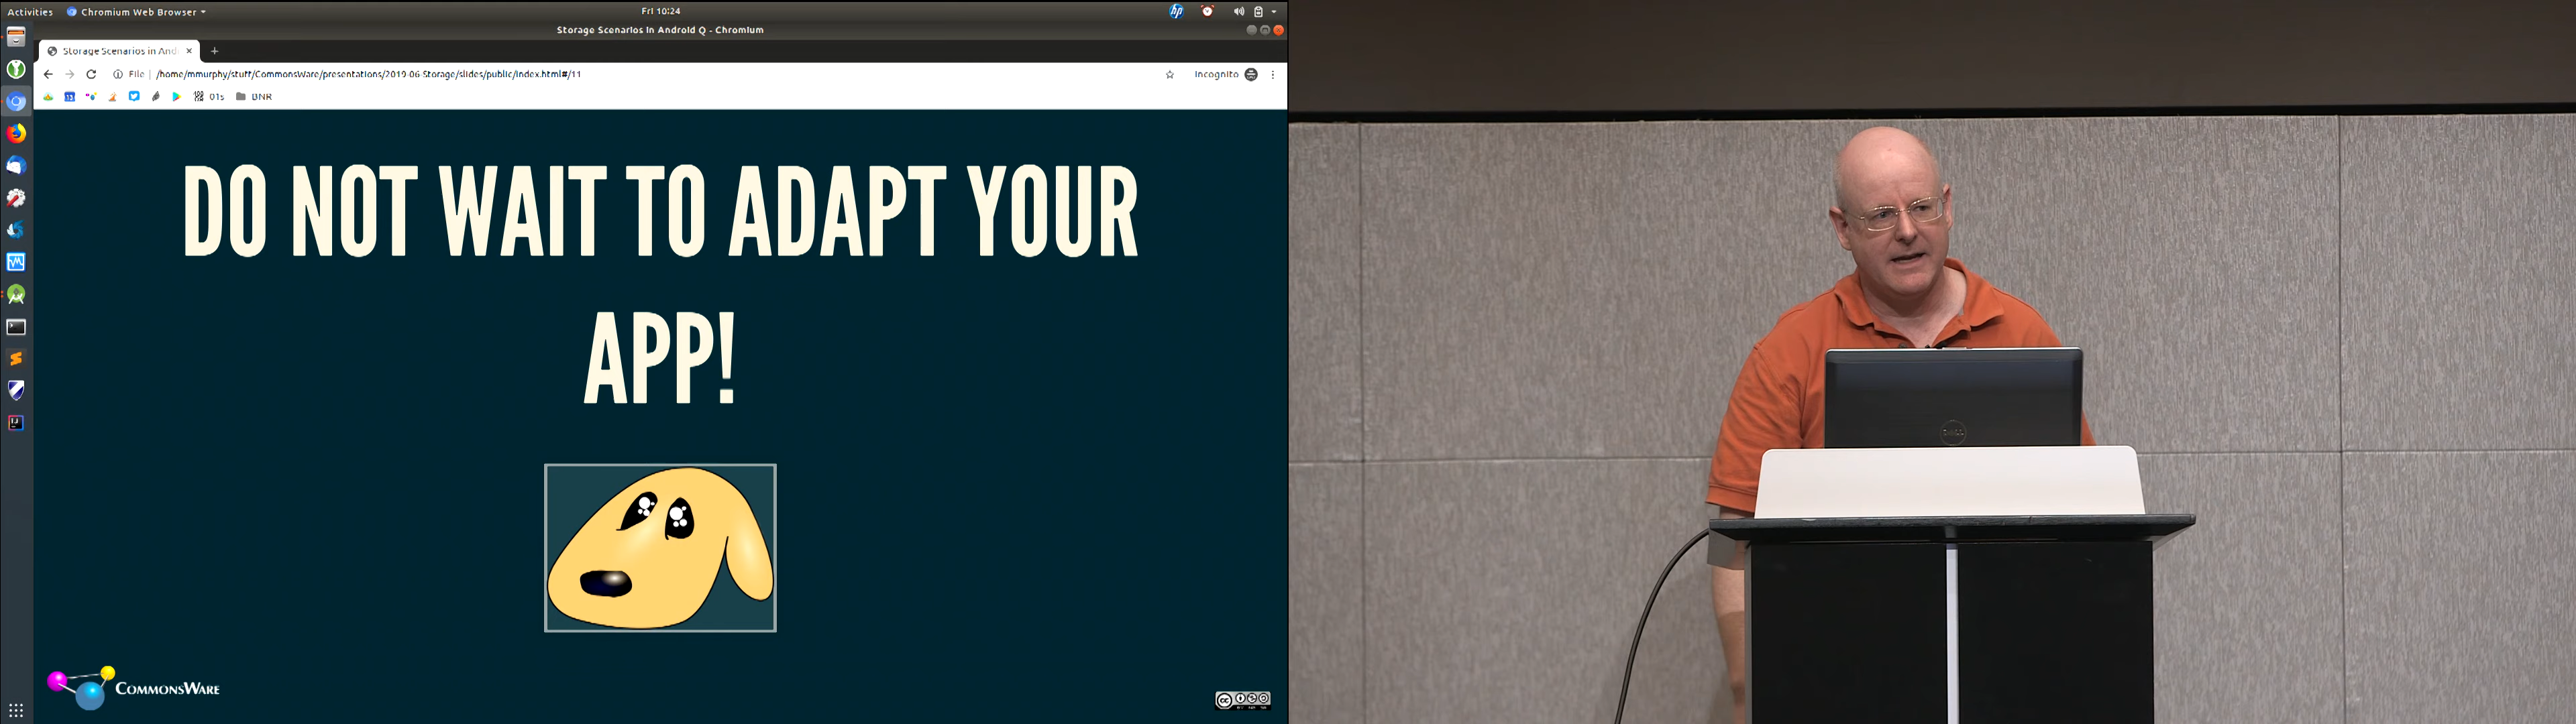 Activities Chromium Web Browser Fri 10:24
Storage Scenarios in Android Q - Chromium
Storage Scenarios in And
File /home/mmurphy/stuff/CommonsWare/presentations/2019-06-Storage/slides/public/index.html#/11 Incognito
01s BNR
DO NOT WAIT TO ADAPT YOUR
APP!
COMMONSWARE
DELL